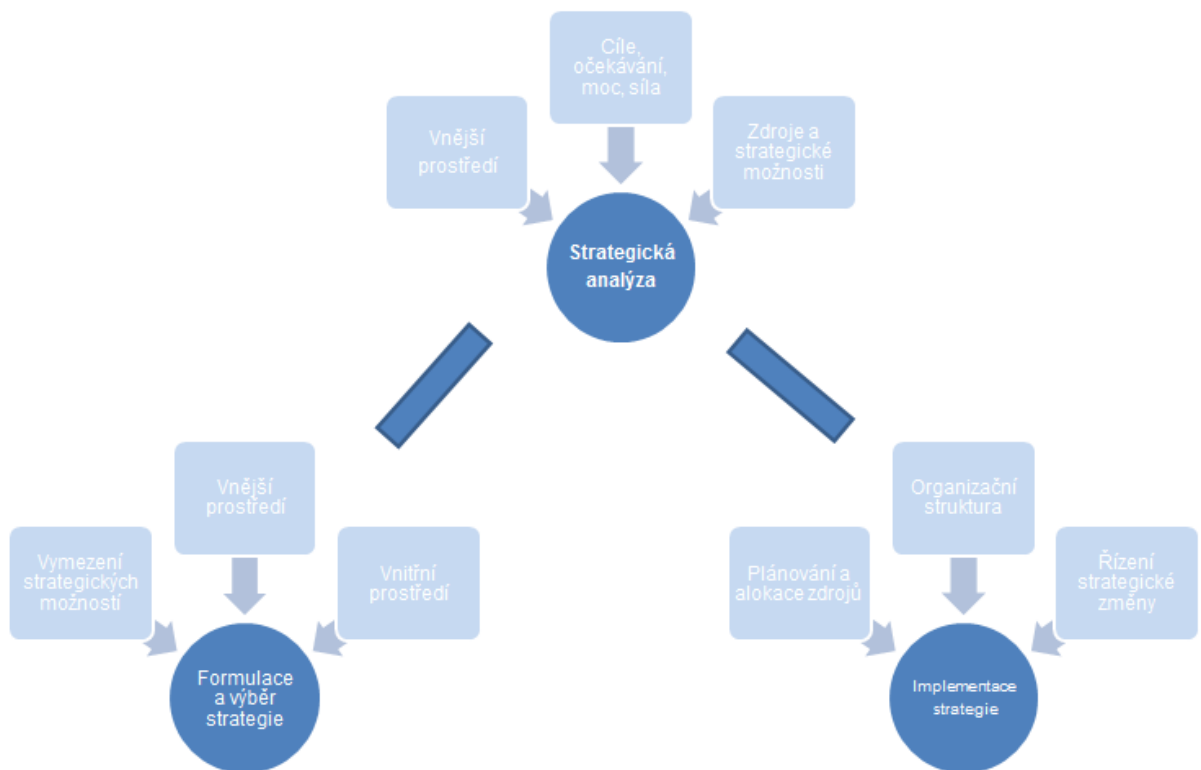 Cíle,
očekávání,
moc, síla
Vnější
prostředí
Zdroje a
strategické
možnosti
Strategická
analýza
Vnější
prostředí
Vymezení
strategických
možností
Vnitřní
prostředí
Formulace
a výběr
strategie
Organizační
struktura
Plánování a
alokace zdrojů
Řízení
strategické
změny
Implementace
strategie